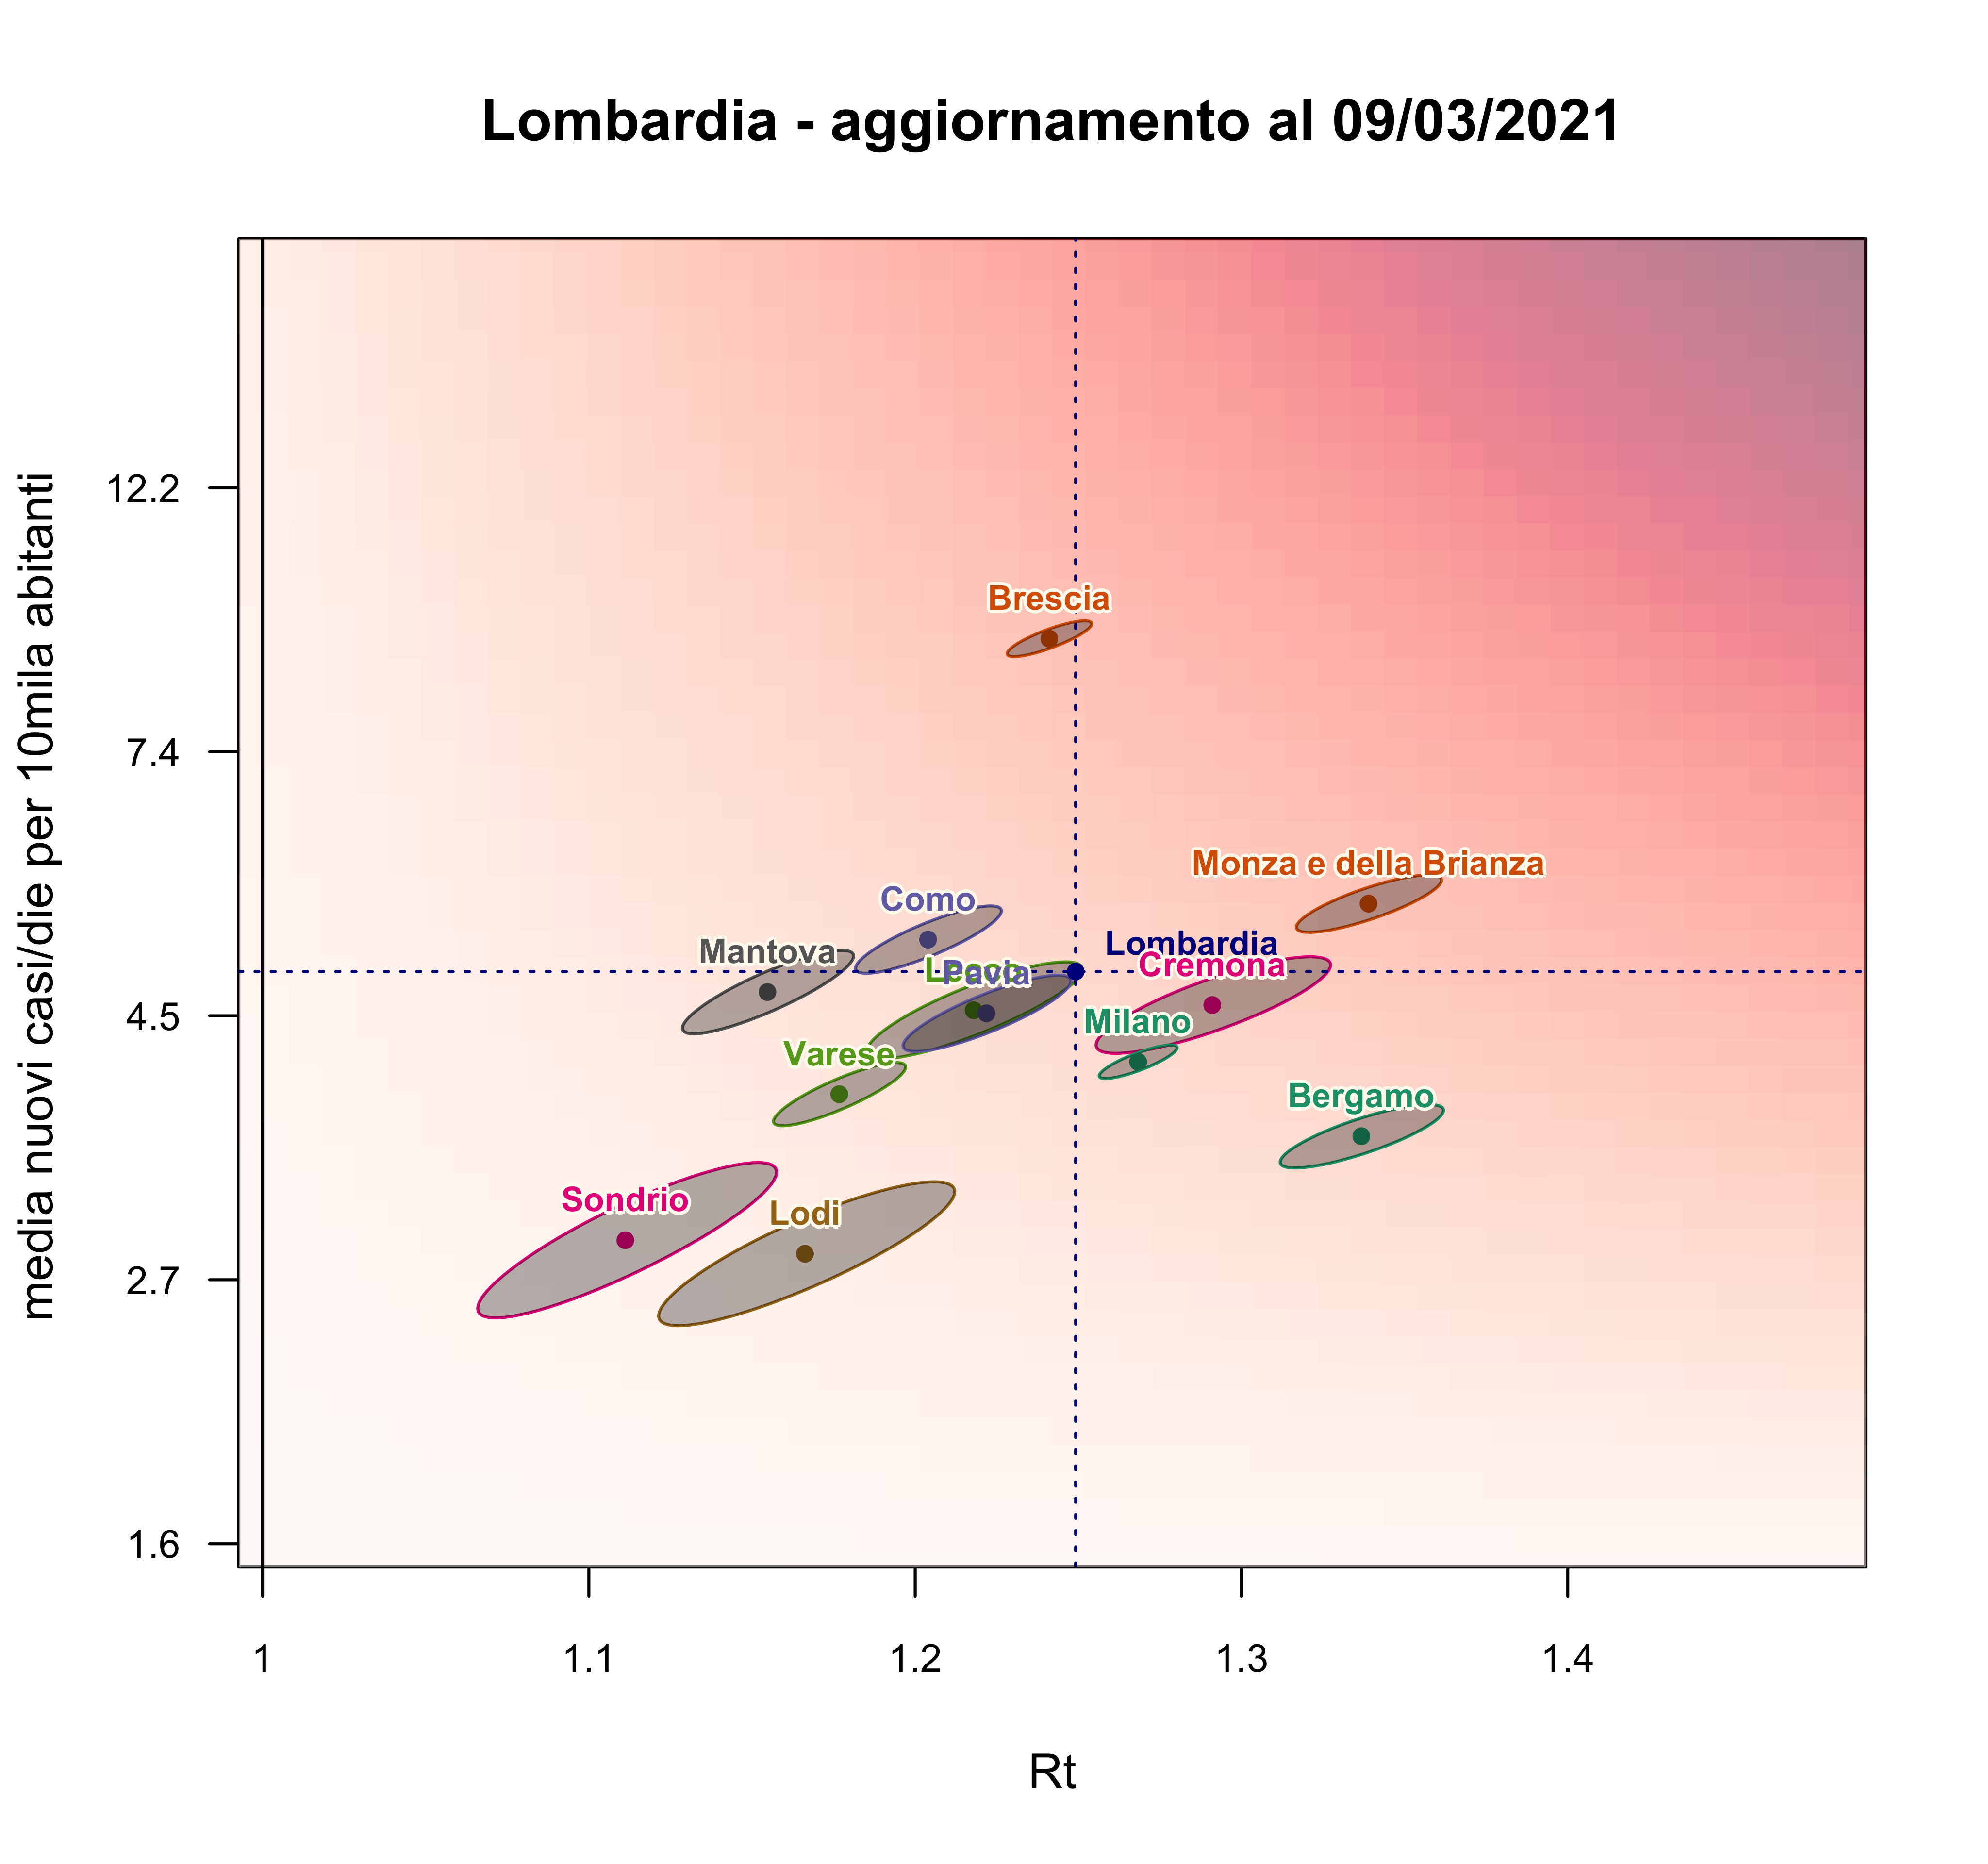 Lombardia - aggiornamento al 09/03/2021
media nuovi casi/die per 10mila abitanti
12.2
7.4
4.5
2.7
1.6
Brescia
Monza e della Brianza
Como
Lombardia
Mantova
Cremona
Lecco
Pavia
Milano
Varese
Bergamo
Sondrio
Lodi
1
1.1
1.2
1.3
1.4
Rt